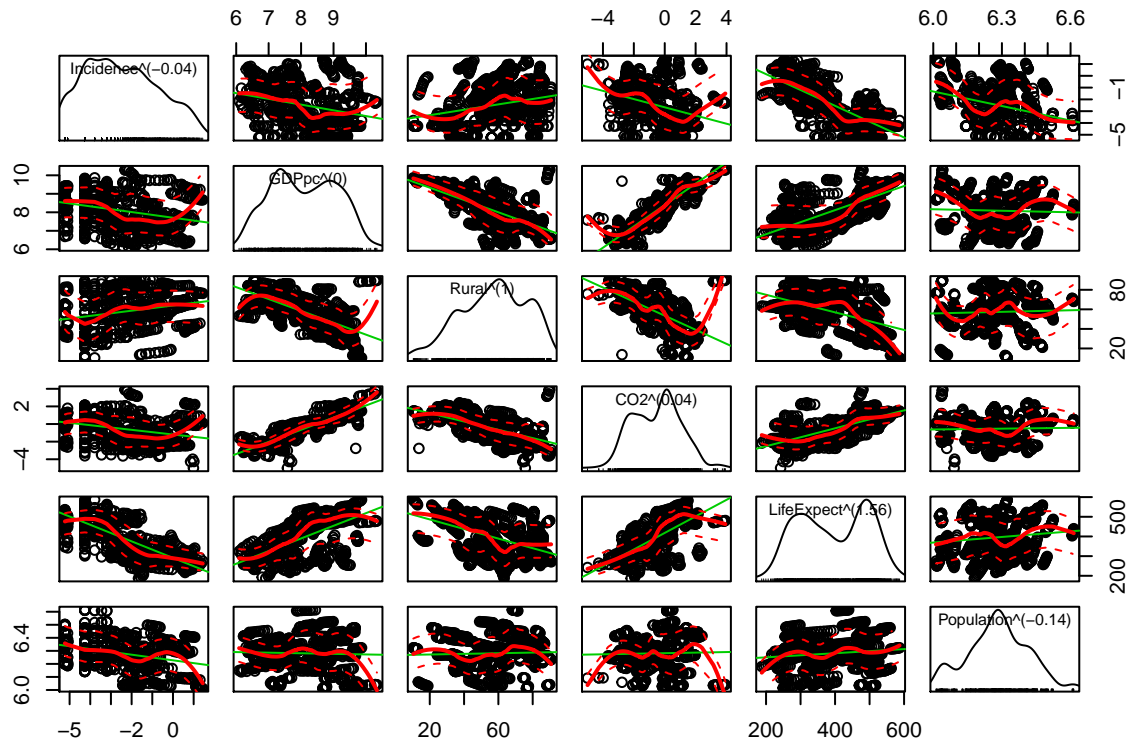 6 7 8 9
−4 0 2 4
6.0 6.3 6.6
Incidence^(−0.04)
−1
−5
10
8
6
GDPpc^(0)
Rural^(1)
80
20
2
−4
CO2^(0.04)
LifeExpect^(1.56)
500
200
6.4
6.0
Population^(−0.14)
−5 −2 0
20 60
200 400 600